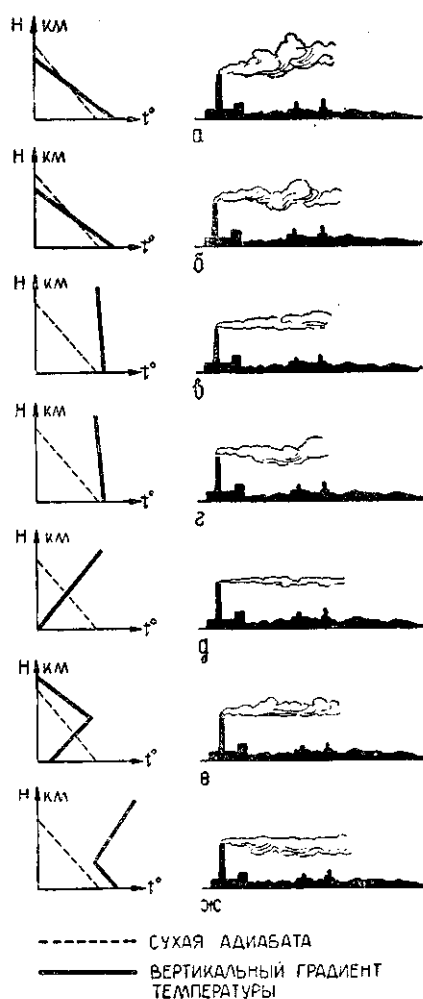 Н КМ
t°
а
Н КМ
t°
б
Н КМ
t°
в
Н КМ
t°
г
Н КМ
t°
д
Н КМ
t°
е
Н КМ
t°
ж
СУХАЯ АДИАБАТА
ВЕРТИКАЛЬНЫЙ ГРАДИЕНТ
ТЕМПЕРАТУРЫ